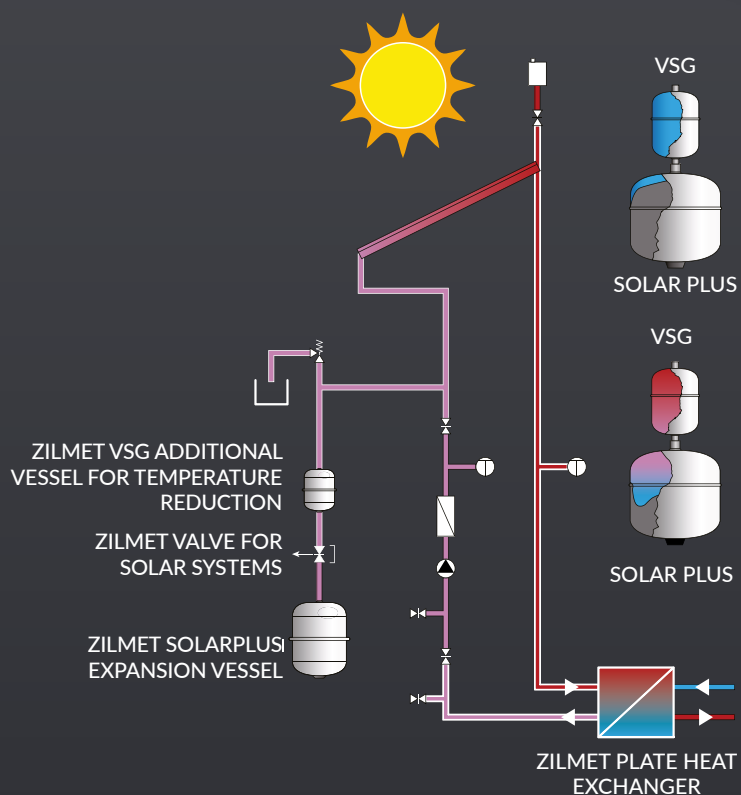 VSG
SOLAR PLUS
VSG
SOLAR PLUS
ZILMET VSG ADDITIONAL
VESSEL FOR TEMPERATURE
REDUCTION
ZILMET VALVE FOR
SOLAR SYSTEMS
ZILMET SOLARPLUS
EXPANSION VESSEL
T
T
ZILMET PLATE HEAT
EXCHANGER